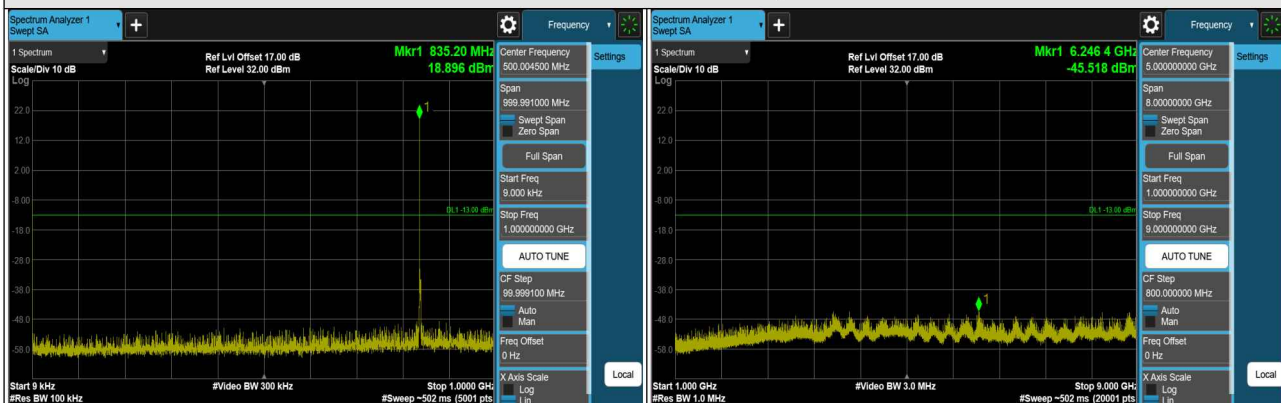 Spectrum Analyzer 1
Swept SA
+
Frequency
1 Spectrum
Scale/Div 10 dB
Log
Ref Lvl Offset 17.00 dB
Ref Level 32.00 dBm
Mkr1 835.20 MHz
18.896 dBm
22.0
12.0
2.00
-8.00
-18.0
-28.0
-38.0
-48.0
-58.0
1
DL1 -13.00 dBm
Start 9 kHz
#Res BW 100 kHz
#Video BW 300 kHz
Stop 1.0000 GHz
#Sweep ~502 ms (5001 pts
Center Frequency
500.004500 MHz
Settings
Span
999.991000 MHz
Swept Span
Zero Span
Full Span
Start Freq
9.000 kHz
Stop Freq
1.000000000 GHz
AUTO TUNE
CF Step
99.999100 MHz
Auto
Man
Freq Offset
0 Hz
X Axis Scale
Log
Lin
Local
Spectrum Analyzer 1
Swept SA
+
Frequency
1 Spectrum
Scale/Div 10 dB
Log
Ref Lvl Offset 17.00 dB
Ref Level 32.00 dBm
Mkr1 6.246 4 GHz
-45.518 dBm
22.0
12.0
2.00
-8.00
-18.0
-28.0
-38.0
-48.0
-58.0
1
DL1 -13.00 dBm
Start 1.000 GHz
#Res BW 1.0 MHz
#Video BW 3.0 MHz
Stop 9.000 GHz
#Sweep ~502 ms (20001 pts
Center Frequency
5.000000000 GHz
Settings
Span
8.00000000 GHz
Swept Span
Zero Span
Full Span
Start Freq
1.000000000 GHz
Stop Freq
9.000000000 GHz
AUTO TUNE
CF Step
800.000000 MHz
Auto
Man
Freq Offset
0 Hz
X Axis Scale
Log
Lin
Local